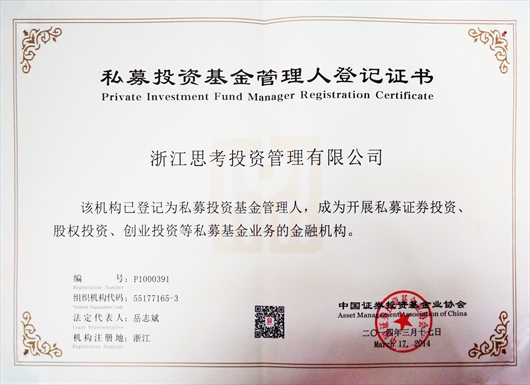 私募投资基金管理人登记证书
Private Investment Fund Manager Registration Certificate
浙江思考投资管理有限公司
该机构已登记为私募投资基金管理人，成为开展私募证券投资、
股权投资、创业投资等私募基金业务的金融机构。
编 号：P1000391
Registration Number
组织机构代码：55177165-3
法定代表人：岳志斌
Legal Representative
机构注册地：浙江
中国证券投资基金业协会
Asset Management Association of China
二〇一四年三月十七日
March 17, 2014